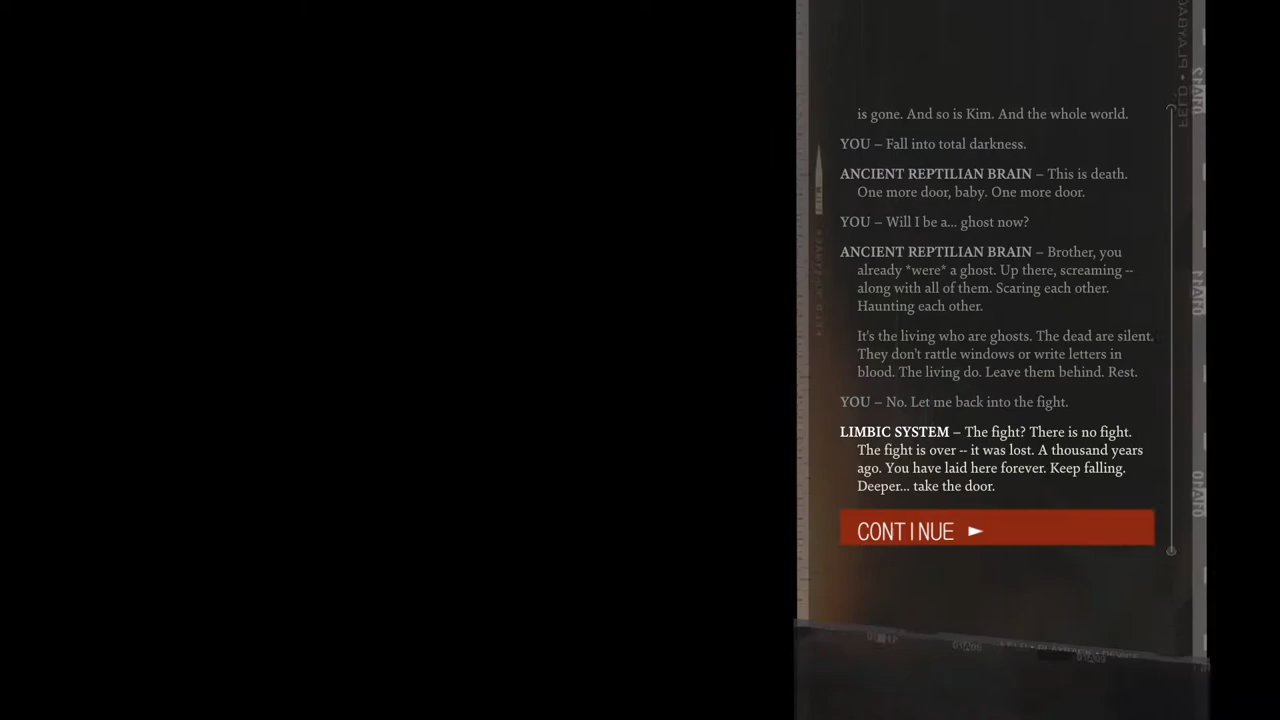 is gone. And so is Kim. And the whole world.
YOU – Fall into total darkness.
ANCIENT REPTILIAN BRAIN – This is death.
One more door, baby. One more door.
YOU – Will I be a... ghost now?
ANCIENT REPTILIAN BRAIN – Brother, you
already *were* a ghost. Up there, screaming --
along with all of them. Scaring each other.
Haunting each other.
It's the living who are ghosts. The dead are silent.
They don't rattle windows or write letters in
blood. The living do. Leave them behind. Rest.
YOU – No. Let me back into the fight.
LIMBIC SYSTEM – The fight? There is no fight.
The fight is over -- it was lost. A thousand years
ago. You have laid here forever. Keep falling.
Deeper... take the door.
CONTINUE ►